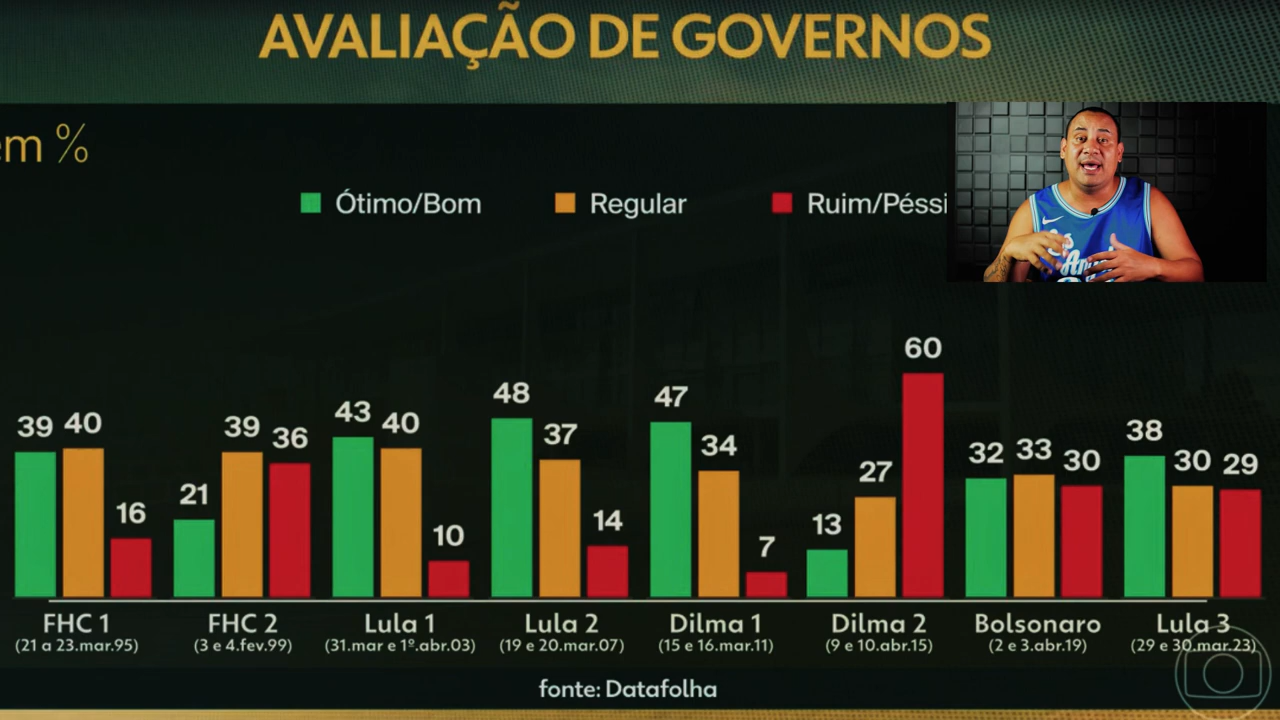 AVALIAÇÃO DE GOVERNOS
em %
Ótimo/Bom Regular Ruim/Péssi
39 40 16 21 39 36 43 40 10 48 37 14 47 34 7 13 27 60 32 33 30 38 30 29
FHC 1 FHC 2 Lula 1 Lula 2 Dilma 1 Dilma 2 Bolsonaro Lula 3
(21 a 23.mar.95) (3 e 4.fev.99) (31.mar e 1º.abr.03) (19 e 20.mar.07) (15 e 16.mar.11) (9 e 10.abr.15) (2 e 3.abr.19) (29 e 30.mar.23)
fonte: Datafolha